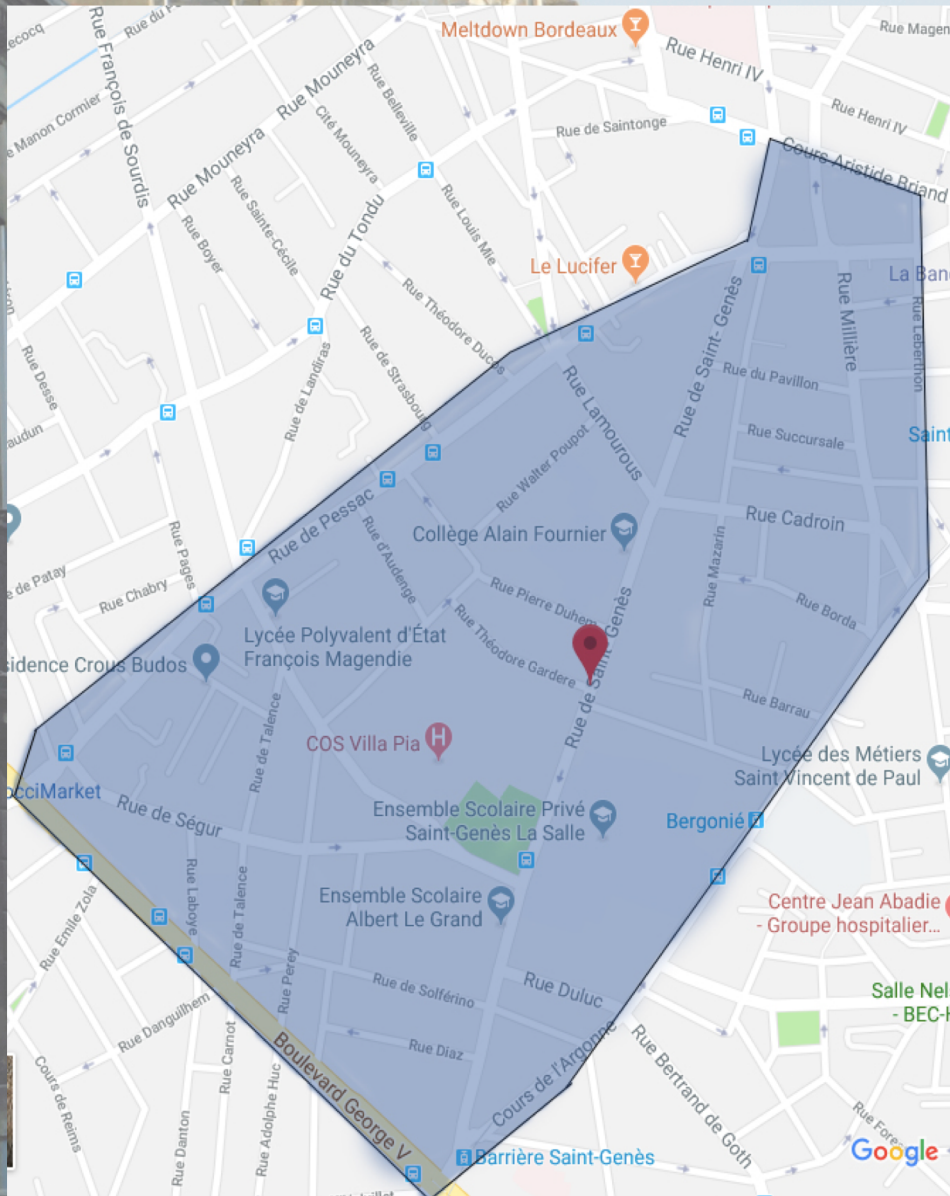 Meltdown Bordeaux
Rue Henri IV
Rue François de Sourdis
Rue Mouneyra
Rue Belleville
Cité Mouneyra
Rue de Saintonge
Rue Henri IV
Manon Cormier
Rue Mouneyra
Cours Aristide Briand
Rue Sainte-Cécile
Rue Boyer
Rue du Tondu
Rue Louis Mie
Le Lucifer
Rue Millière
Rue Leberthon
Rue Théodore Ducos
Rue de Saint-Genès
Rue Desse
Rue de Landiras
Rue de Strasbourg
Rue du Pavillon
Rue Lamourous
Rue Succursale
Rue Walter Poupot
Rue de Pessac
Rue Cadroin
Collège Alain Fournier
Rue Pages
Rue d'Audenge
Rue Mazarin
de Patay
Rue Chabry
Rue Pierre Duhem
Rue Borda
Lycée Polyvalent d'État
François Magendie
Rue Théodore Gardere
Rue de Saint-Genès
Crous Budos
Rue Barrau
Rue de Talence
COS Villa Pia
Lycée des Métiers
Saint Vincent de Paul
Rue de Ségur
Ensemble Scolaire Privé
Saint-Genès La Salle
Bergonié
Rue Laboye
Rue de Talence
Ensemble Scolaire
Albert Le Grand
Centre Jean Abadie
- Groupe hospitalier...
Rue Emile Zola
Rue Perey
Rue de Solférino
Rue Duluc
Salle Nel
- BEC-H
Rue Danguilhem
Rue Diaz
Boulevard George V
Cours de l'Argonne
Rue Bertrand de Goth
Rue Carnot
Rue Adolphe Huc
Cours de Reims
Rue Danton
Barrière Saint-Genès
Google